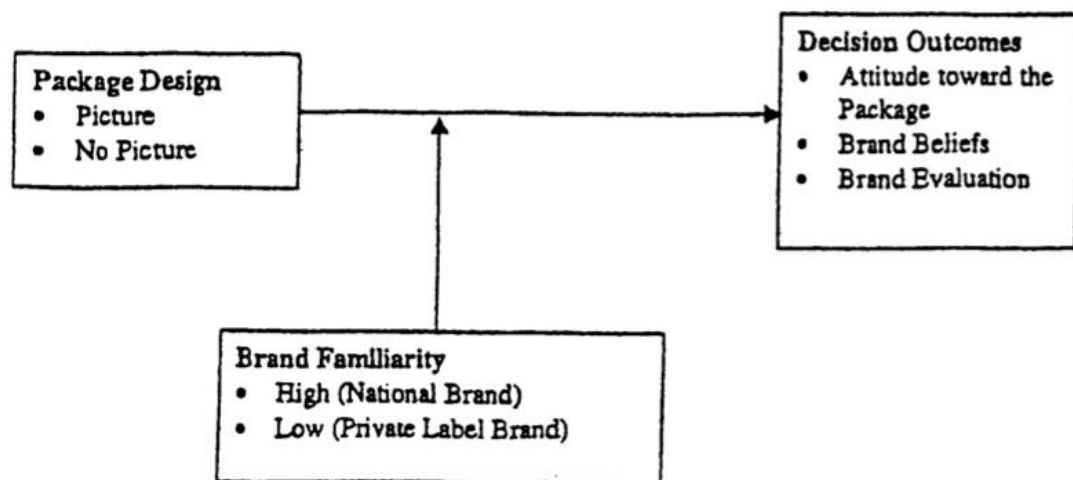 Package Design
• Picture
• No Picture
Decision Outcomes
• Attitude toward the
Package
• Brand Beliefs
• Brand Evaluation
Brand Familiarity
• High (National Brand)
• Low (Private Label Brand)